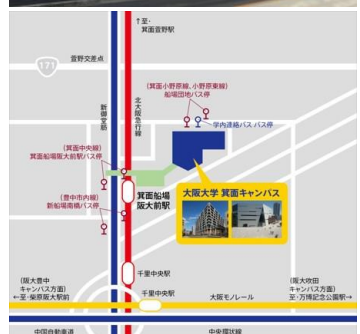 ↑至・
箕面萱野駅
171
萱野交差点
(箕面小野原線、小野原東線)
船場団地バス停
学内連絡バス バス停
新御堂筋
北大阪急行線
(箕面中央線)
箕面船場阪大前駅バス停
箕面船場
阪大前駅
大阪大学 箕面キャンパス
(豊中市内線)
新船場南橋バス停
千里中央駅
(阪大豊中
キャンパス方面)
←至・柴原阪大前駅
千里中央駅
大阪モノレール
(阪大吹田
キャンパス方面)
至・万博記念公園駅→
中国自動車道
中央環状線